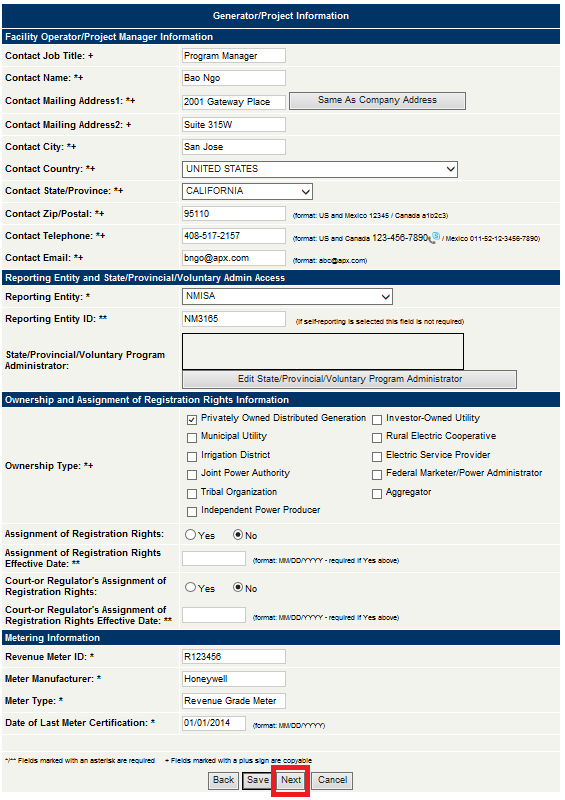 Generator/Project Information
Facility Operator/Project Manager Information
Contact Job Title: + Program Manager
Contact Name: *+ Bao Ngo
Contact Mailing Address1: *+ 2001 Gateway Place Same As Company Address
Contact Mailing Address2: + Suite 315W
Contact City: *+ San Jose
Contact Country: *+ UNITED STATES
Contact State/Province: *+ CALIFORNIA
Contact Zip/Postal: *+ 95110 (format: US and Mexico 12345 / Canada a1b2c3)
Contact Telephone: *+ 408-517-2157 (format: US and Canada 123-456-7890 / Mexico 011-52-12-3456-7890)
Contact Email: *+ bngo@apx.com (format: abc@apx.com)
Reporting Entity and State/Provincial/Voluntary Admin Access
Reporting Entity: * NMISA
Reporting Entity ID: ** NM3165 (if self-reporting is selected this field is not required)
State/Provincial/Voluntary Program
Administrator:
Edit State/Provincial/Voluntary Program Administrator
Ownership and Assignment of Registration Rights Information
Ownership Type: *+
Privately Owned Distributed Generation Investor-Owned Utility
Municipal Utility Rural Electric Cooperative
Irrigation District Electric Service Provider
Joint Power Authority Federal Marketer/Power Administrator
Tribal Organization Aggregator
Independent Power Producer
Assignment of Registration Rights: Yes No
Assignment of Registration Rights
Effective Date: ** (format: MM/DD/YYYY - required if Yes above)
Court-or Regulator's Assignment of
Registration Rights: Yes No
Court-or Regulator's Assignment of
Registration Rights Effective Date: ** (format: MM/DD/YYYY - required if Yes above)
Metering Information
Revenue Meter ID: * R123456
Meter Manufacturer: * Honeywell
Meter Type: * Revenue Grade Meter
Date of Last Meter Certification: * 01/01/2014 (format: MM/DD/YYYY)
*/** Fields marked with an asterisk are required + Fields marked with a plus sign are copyable
Back Save Next Cancel